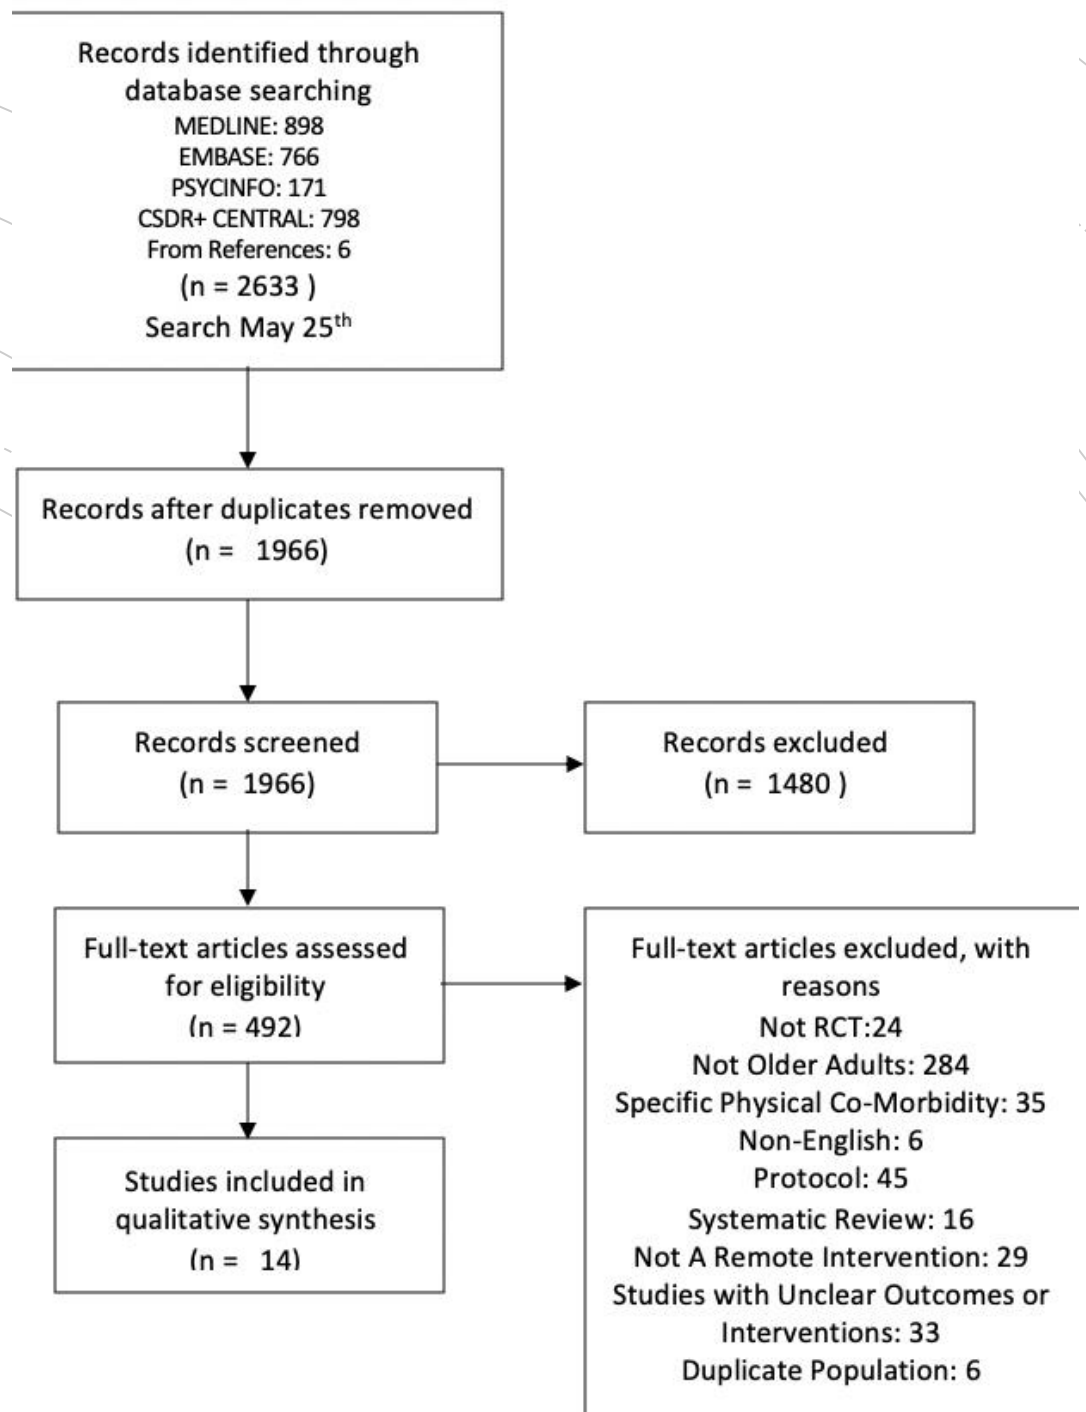 Records identified through
database searching
MEDLINE: 898
EMBASE: 766
PSYCINFO: 171
CSDR+ CENTRAL: 798
From References: 6
(n = 2633 )
Search May 25th
Records after duplicates removed
(n = 1966)
Records screened
(n = 1966)
Records excluded
(n = 1480 )
Full-text articles assessed
for eligibility
(n = 492)
Full-text articles excluded, with
reasons
Not RCT:24
Not Older Adults: 284
Specific Physical Co-Morbidity: 35
Non-English: 6
Protocol: 45
Systematic Review: 16
Not A Remote Intervention: 29
Studies with Unclear Outcomes or
Interventions: 33
Duplicate Population: 6
Studies included in
qualitative synthesis
(n = 14)